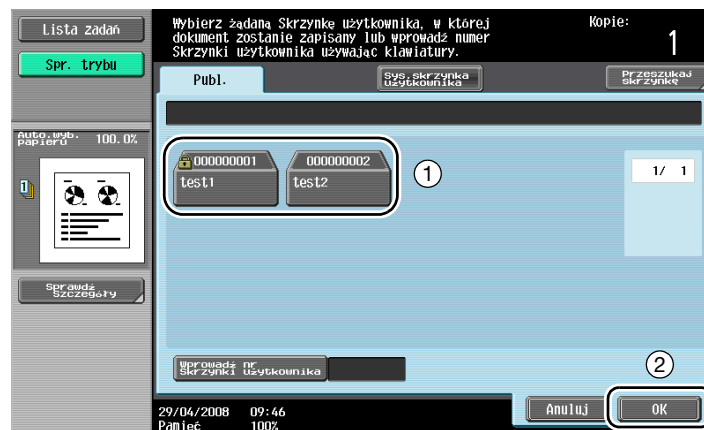 Lista zadań
Spr. trybu
Wybierz żądaną Skrzynkę użytkownika, w której
dokument zostanie zapisany lub wprowadź numer
Skrzynki użytkownika używając klawiatury.
Kopie:
1
Publ.
Sys.skrzynka
użytkownika
Przeszukaj
skrzynkę
Auto.wyb.
papieru
100.0%
1
000000001
test1
000000002
test2
1
1/ 1
Sprawdź
Szczegóły
Wprowadź nr
Skrzynki użytkownika
2
Anuluj
OK
29/04/2008 09:46
Pamięć 100%